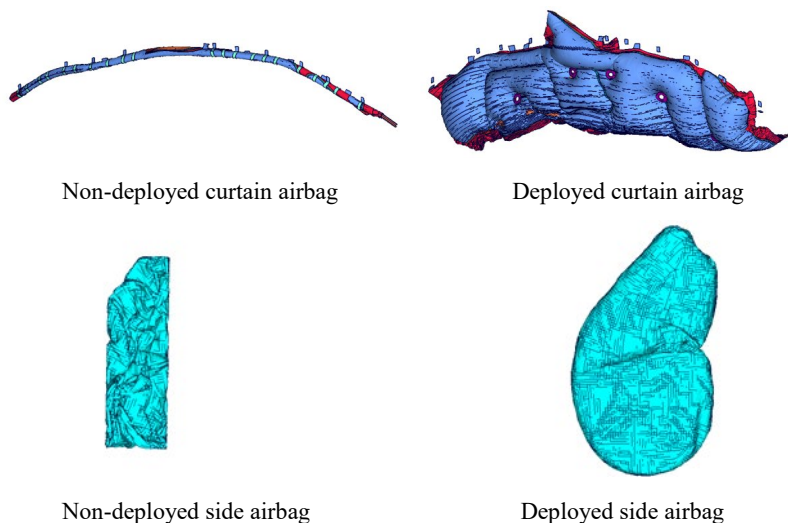 Non-deployed curtain airbag
Deployed curtain airbag
Non-deployed side airbag
Deployed side airbag